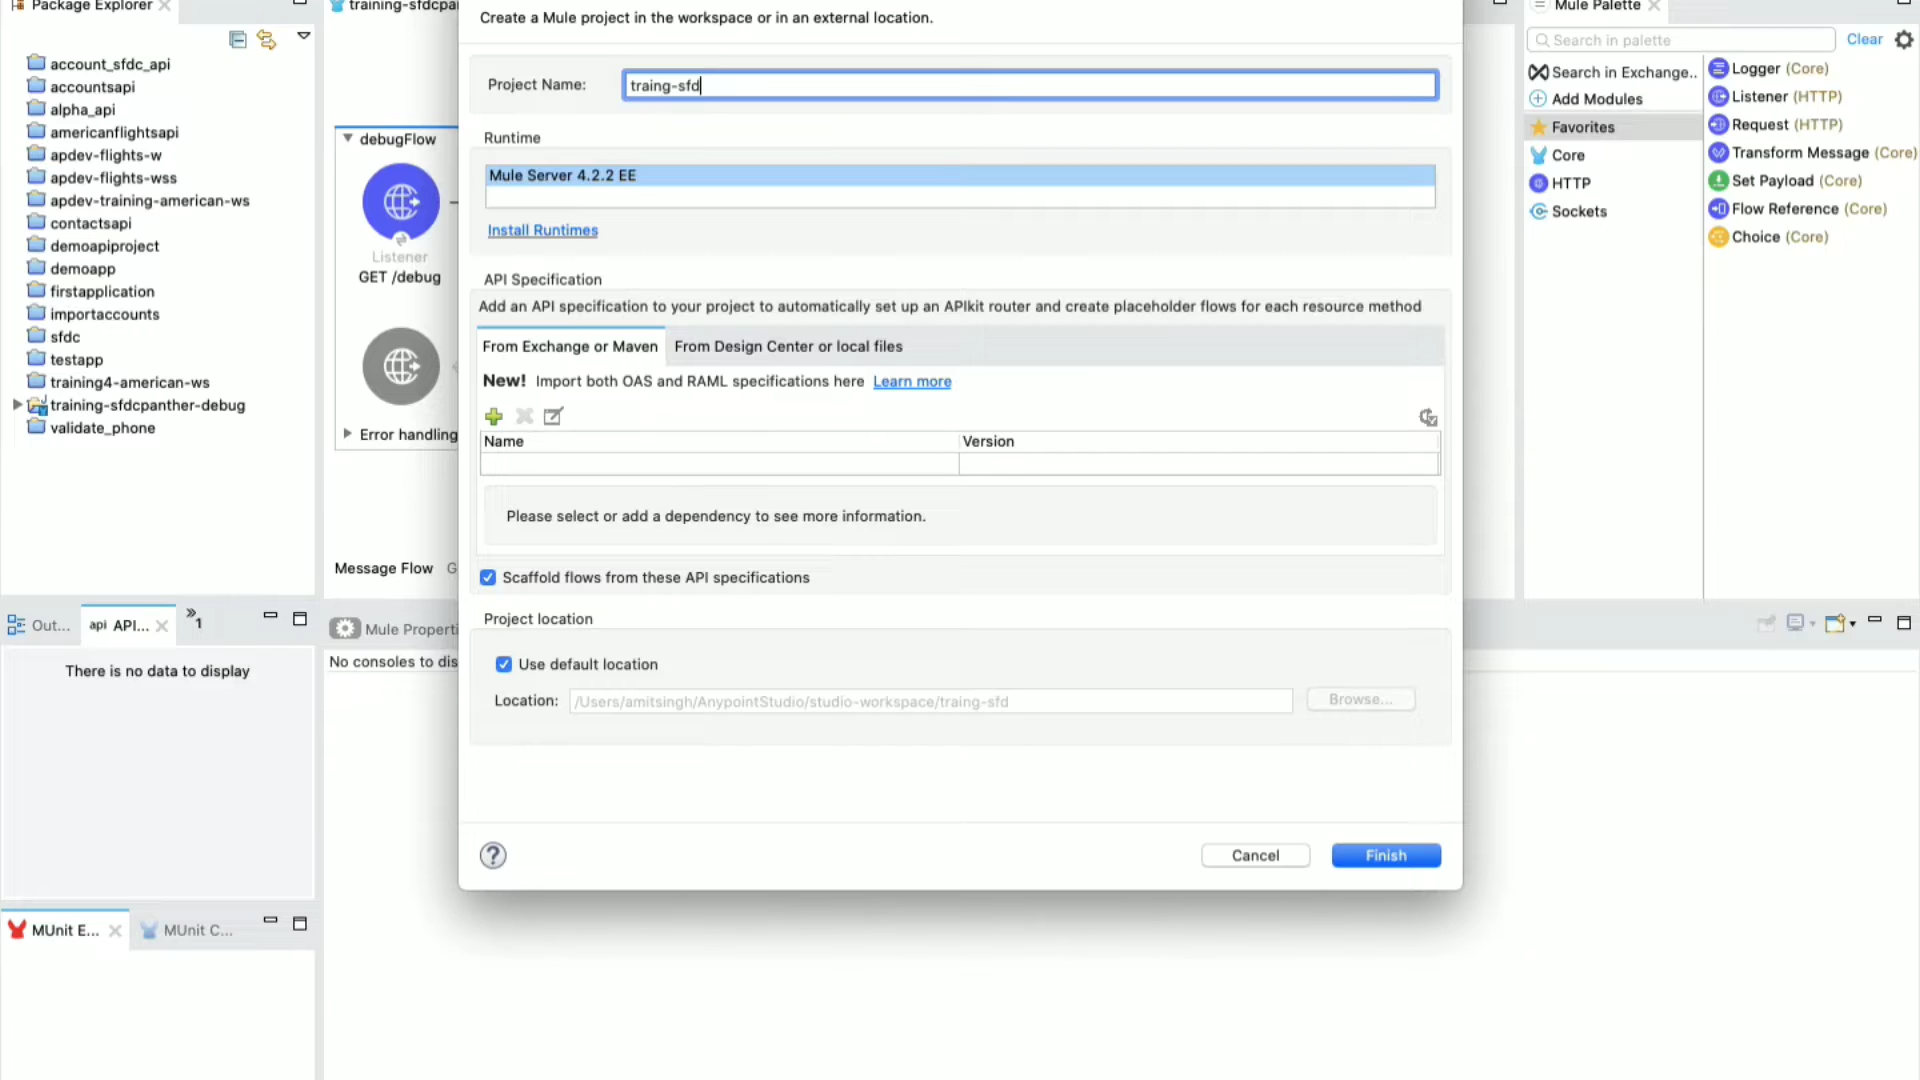 Package Explorer
account_sfdc_api
accountsapi
alpha_api
americanflightsapi
apdev-flights-w
apdev-flights-wss
apdev-training-american-ws
contactsapi
demoapiproject
demoapp
firstapplication
importaccounts
sfdc
testapp
training4-american-ws
training-sfdcpanther-debug
validate_phone
Out...
api API...
»1
There is no data to display
MUnit E...
MUnit C...
training-sfdcpa
debugFlow
Listener
GET /debug
Error handling
Message Flow G
Mule Properti
No consoles to dis
Create a Mule project in the workspace or in an external location.
Project Name: traing-sfd
Runtime
Mule Server 4.2.2 EE
Install Runtimes
API Specification
Add an API specification to your project to automatically set up an APIkit router and create placeholder flows for each resource method
From Exchange or Maven From Design Center or local files
New! Import both OAS and RAML specifications here Learn more
Name Version
Please select or add a dependency to see more information.
Scaffold flows from these API specifications
Project location
Use default location
Location: /Users/amitsingh/AnypointStudio/studio-workspace/traing-sfd Browse...
? Cancel Finish
Mule Palette
Search in palette Clear
Search in Exchange..
Add Modules
Favorites
Core
HTTP
Sockets
Logger (Core)
Listener (HTTP)
Request (HTTP)
Transform Message (Core)
Set Payload (Core)
Flow Reference (Core)
Choice (Core)